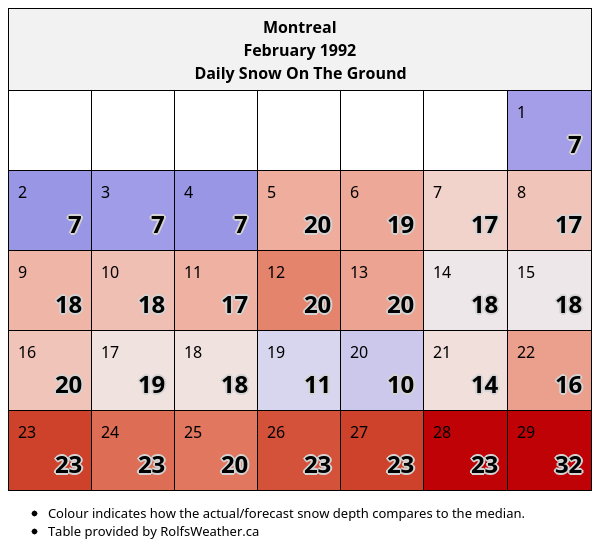 Montreal
February 1992
Daily Snow On The Ground
1
7
2 3 4 5 6 7 8
7 7 7 20 19 17 17
9 10 11 12 13 14 15
18 18 17 20 20 18 18
16 17 18 19 20 21 22
20 19 18 11 10 14 16
23 24 25 26 27 28 29
23 23 20 23 23 23 32
• Colour indicates how the actual/forecast snow depth compares to the median.
• Table provided by RolfsWeather.ca